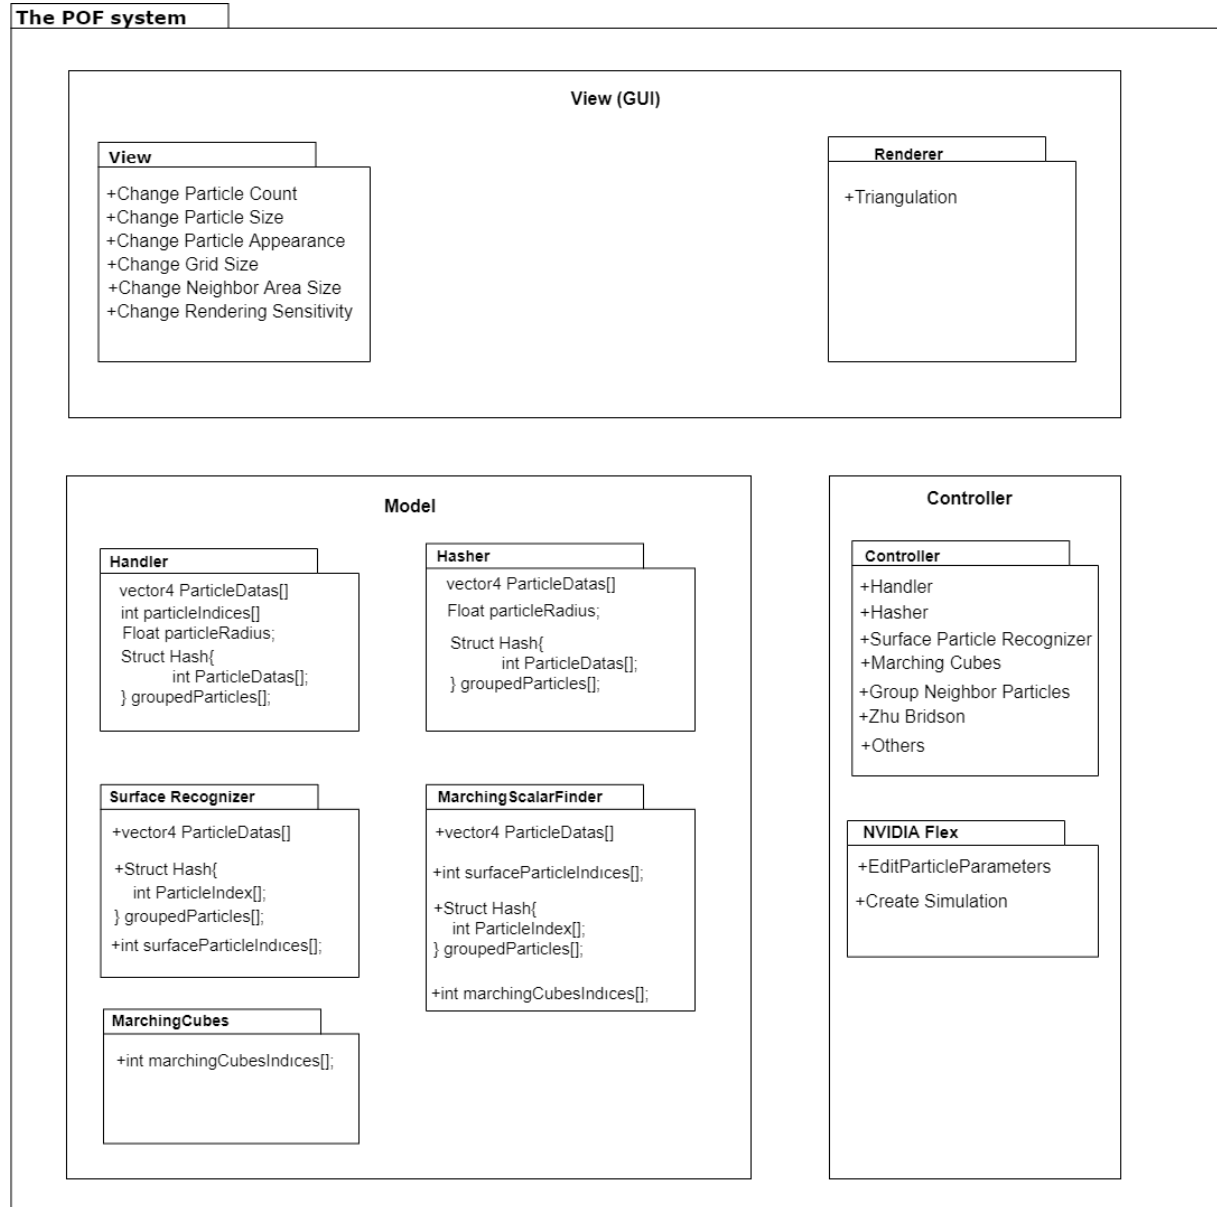 The POF system
View (GUI)
View
+Change Particle Count
+Change Particle Size
+Change Particle Appearance
+Change Grid Size
+Change Neighbor Area Size
+Change Rendering Sensitivity
Renderer
+Triangulation
Model
Handler
vector4 ParticleDatas[]
int particleIndices[]
Float particleRadius;
Struct Hash{
int ParticleDatas[];
} groupedParticles[];
Hasher
vector4 ParticleDatas[]
Float particleRadius;
Struct Hash{
int ParticleDatas[];
} groupedParticles[];
Surface Recognizer
+vector4 ParticleDatas[]
+Struct Hash{
int ParticleIndex[];
} groupedParticles[];
+int surfaceParticleIndıces[];
MarchingScalarFinder
+vector4 ParticleDatas[]
+int surfaceParticleIndıces[];
+Struct Hash{
int ParticleIndex[];
} groupedParticles[];
+int marchingCubesIndıces[];
MarchingCubes
+int marchingCubesIndıces[];
Controller
Controller
+Handler
+Hasher
+Surface Particle Recognizer
+Marching Cubes
+Group Neighbor Particles
+Zhu Bridson
+Others
NVIDIA Flex
+EditParticleParameters
+Create Simulation